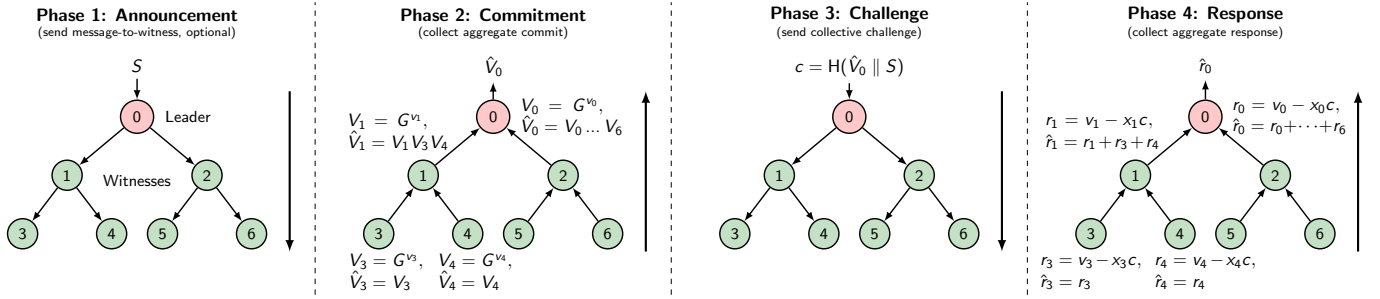 Phase 1: Announcement
(send message-to-witness, optional)
S
0
Leader
1
Witnesses
2
3
4
5
6
Phase 2: Commitment
(collect aggregate commit)
V̂₀
V₀ = G^{v₀},
V̂₀ = V₀ ... V₆
V₁ = G^{v₁},
V̂₁ = V₁V₃V₄
0
1
2
3
4
5
6
V₃ = G^{v₃}, V₄ = G^{v₄},
V̂₃ = V₃ V̂₄ = V₄
Phase 3: Challenge
(send collective challenge)
c = H(V̂₀ ∥ S)
0
1
2
3
4
5
6
Phase 4: Response
(collect aggregate response)
r̂₀
r₀ = v₀ − x₀c,
r̂₀ = r₀+⋯+r₆
r₁ = v₁ − x₁c,
r̂₁ = r₁+r₃+r₄
0
1
2
3
4
5
6
r₃ = v₃−x₃c, r₄ = v₄−x₄c,
r̂₃ = r₃ r̂₄ = r₄